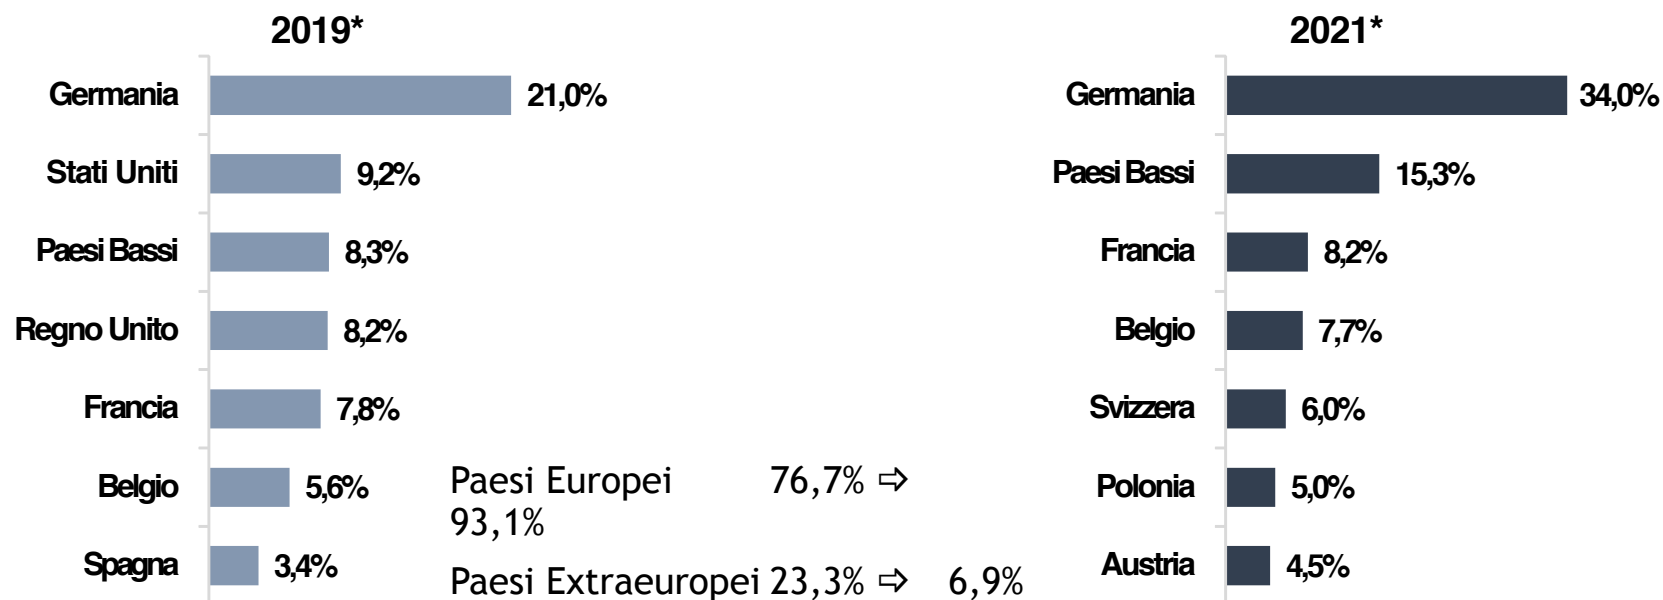 2019*
Germania 21,0%
Stati Uniti 9,2%
Paesi Bassi 8,3%
Regno Unito 8,2%
Francia 7,8%
Belgio 5,6%
Spagna 3,4%
Paesi Europei 76,7% ⇨
93,1%
Paesi Extraeuropei 23,3% ⇨ 6,9%
2021*
Germania 34,0%
Paesi Bassi 15,3%
Francia 8,2%
Belgio 7,7%
Svizzera 6,0%
Polonia 5,0%
Austria 4,5%